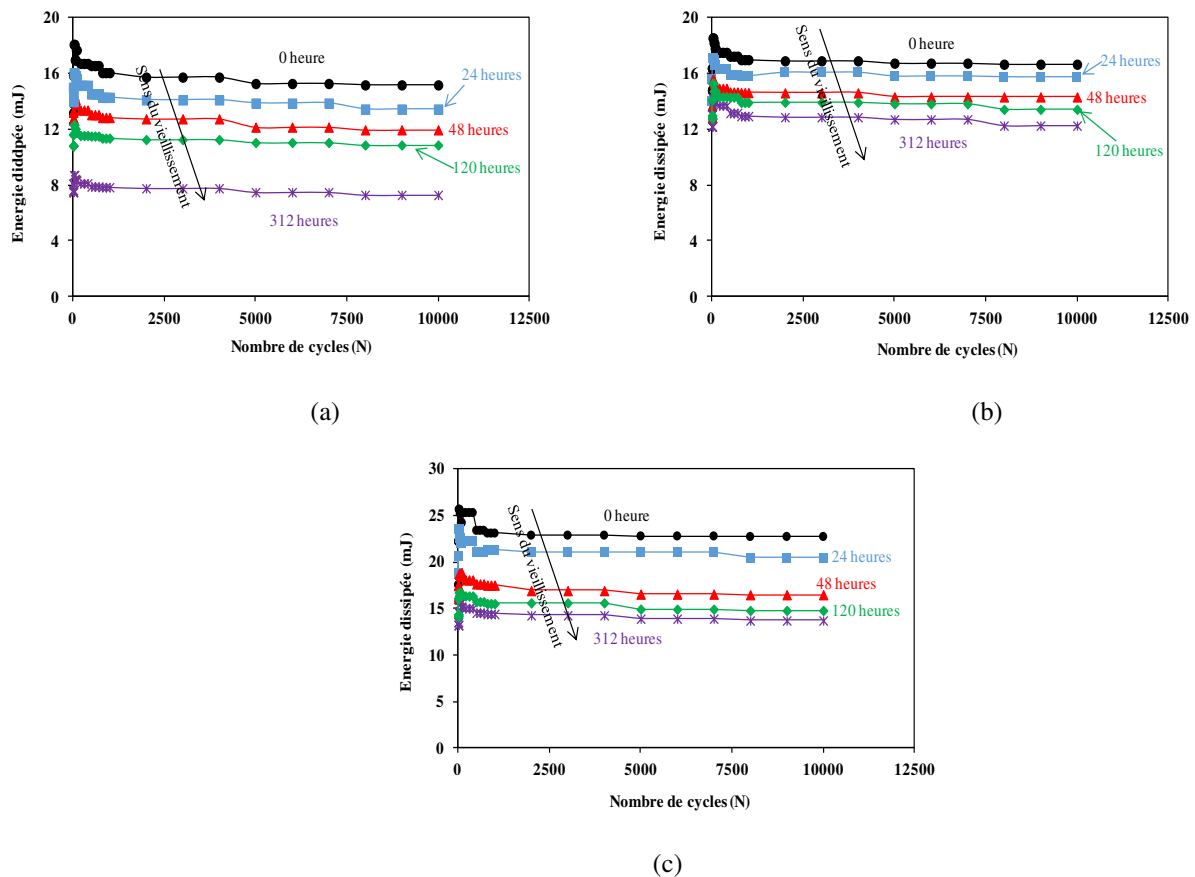 20
16
12
8
4
0
Energie diddpée (mJ)
0
2500
5000
7500
10000
12500
Nombre de cycles (N)
Sens du vieillissement
0 heure
24 heures
48 heures
120 heures
312 heures
(a)
20
16
12
8
4
0
Energie dissipée (mJ)
0
2500
5000
7500
10000
12500
Nombre de cycles (N)
Sens du vieillissement
0 heure
24 heures
48 heures
120 heures
312 heures
(b)
30
25
20
15
10
5
0
Energie dissipée (mJ)
0
2500
5000
7500
10000
12500
Nombre de cycles (N)
Sens du vieillissement
0 heure
24 heures
48 heures
120 heures
312 heures
(c)